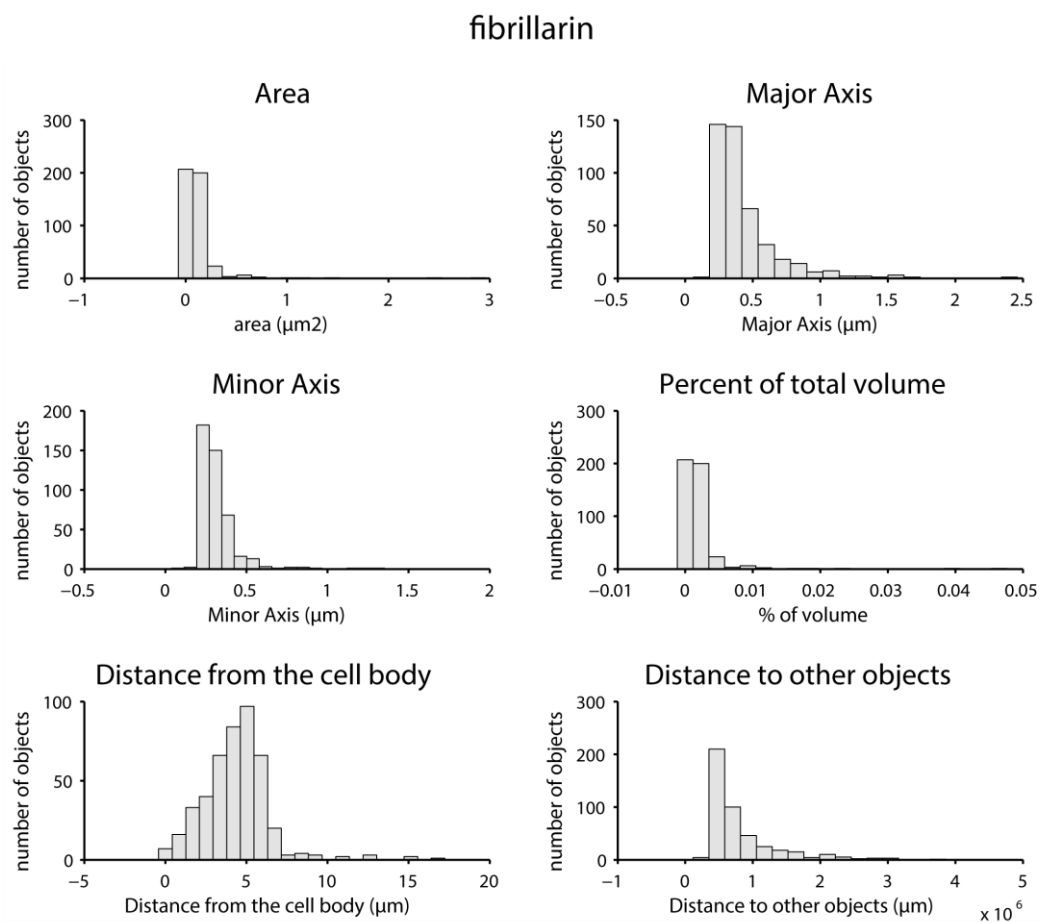 fibrillarin
Area
number of objects
300
200
100
0
−1 0 1 2 3
area (µm2)
Major Axis
number of objects
150
100
50
0
−0.5 0 0.5 1 1.5 2 2.5
Major Axis (µm)
Minor Axis
number of objects
200
150
100
50
0
−0.5 0 0.5 1 1.5 2
Minor Axis (µm)
Percent of total volume
number of objects
300
200
100
0
−0.01 0 0.01 0.02 0.03 0.04 0.05
% of volume
Distance from the cell body
number of objects
100
50
0
−5 0 5 10 15 20
Distance from the cell body (µm)
Distance to other objects
number of objects
300
200
100
0
−1 0 1 2 3 4 5
Distance to other objects (µm) x 10 6